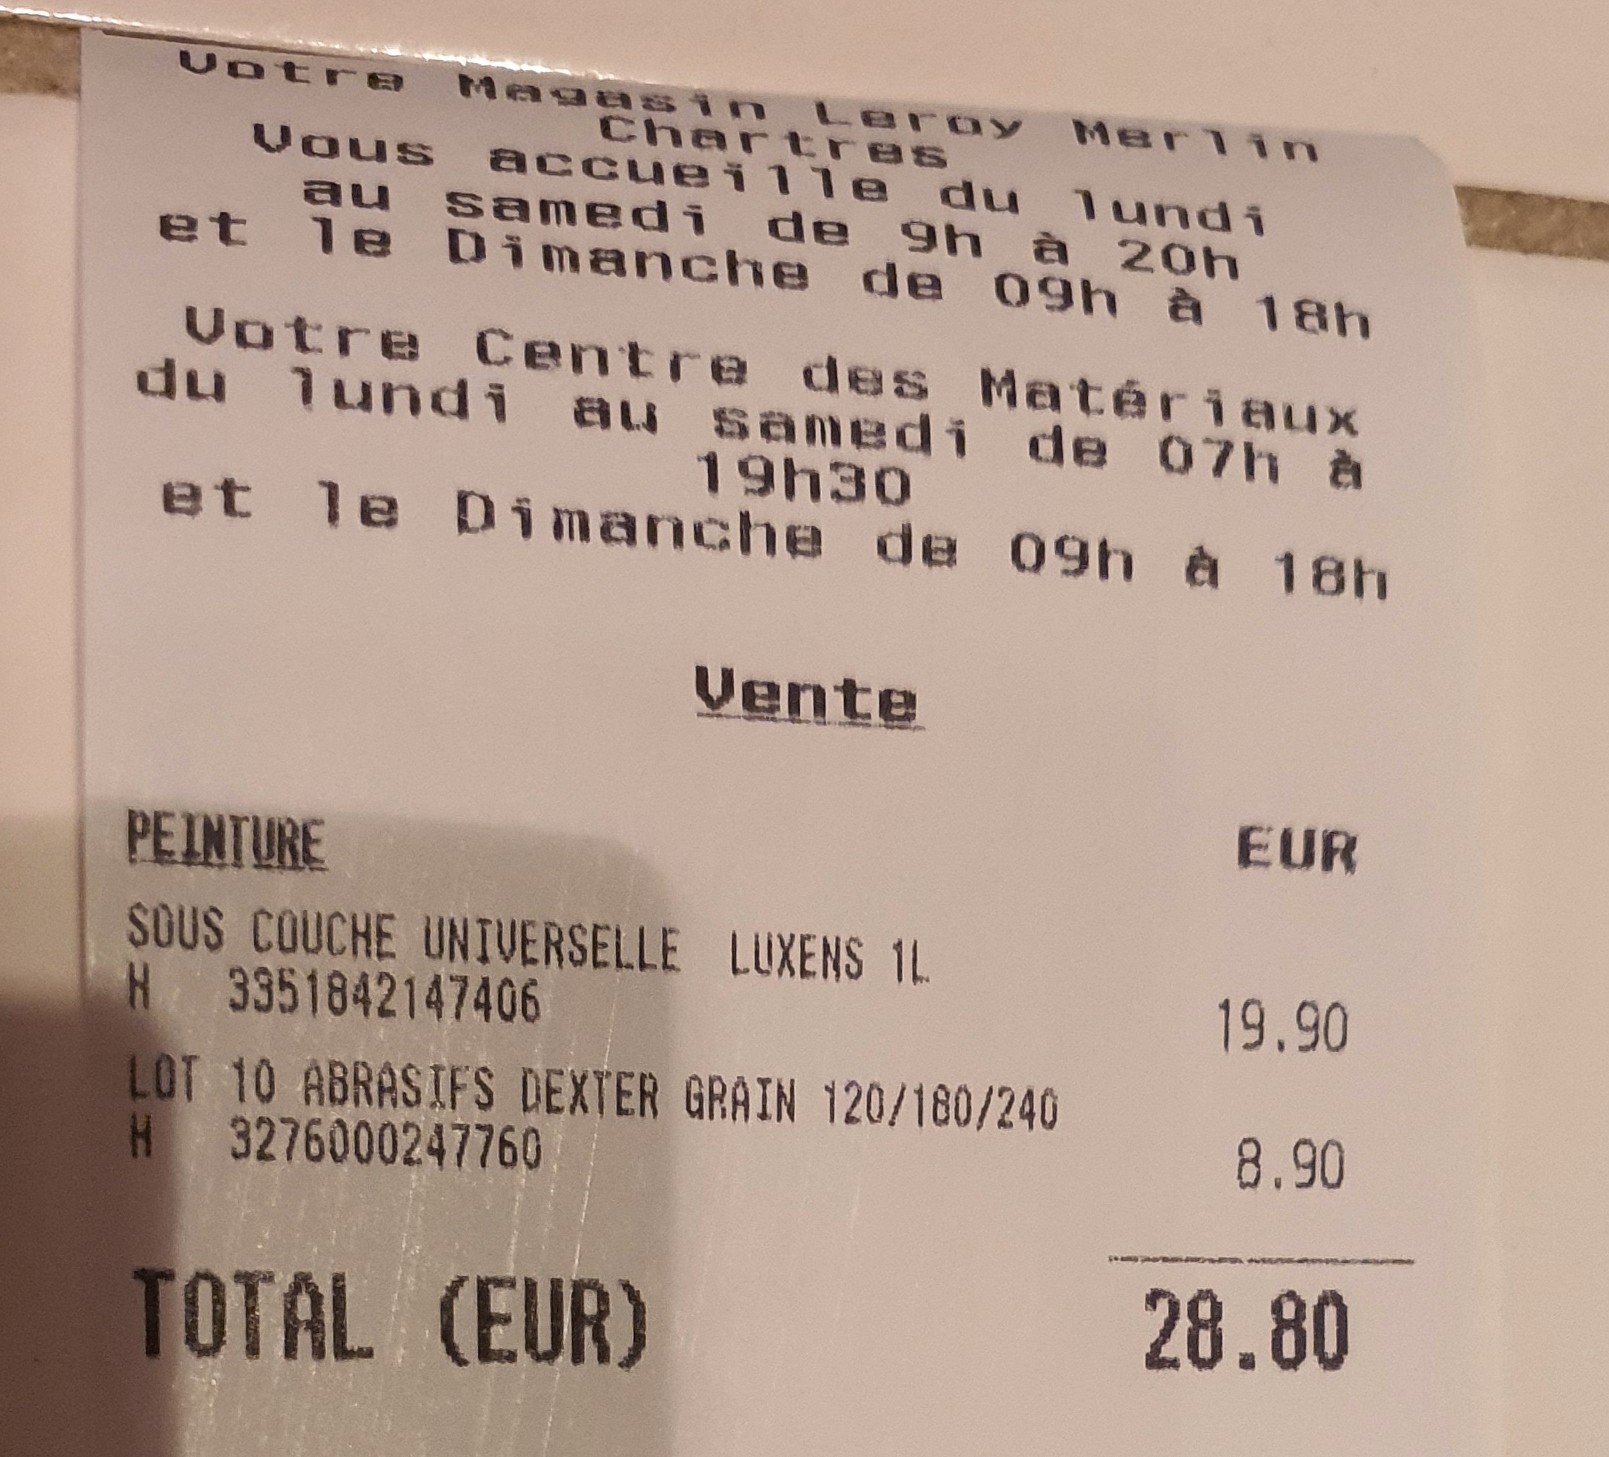 Votre Magasin Leroy Merlin
Chartres
Vous accueille du lundi
au samedi de 9h à 20h
et le Dimanche de 09h à 18h
Votre Centre des Matériaux
du lundi au samedi de 07h à
19h30
et le Dimanche de 09h à 18h
Vente
PEINTURE EUR
SOUS COUCHE UNIVERSELLE LUXENS 1L
H 3351842147406 19.90
LOT 10 ABRASIFS DEXTER GRAIN 120/180/240
H 3276000247760 8.90
TOTAL (EUR) 28.80